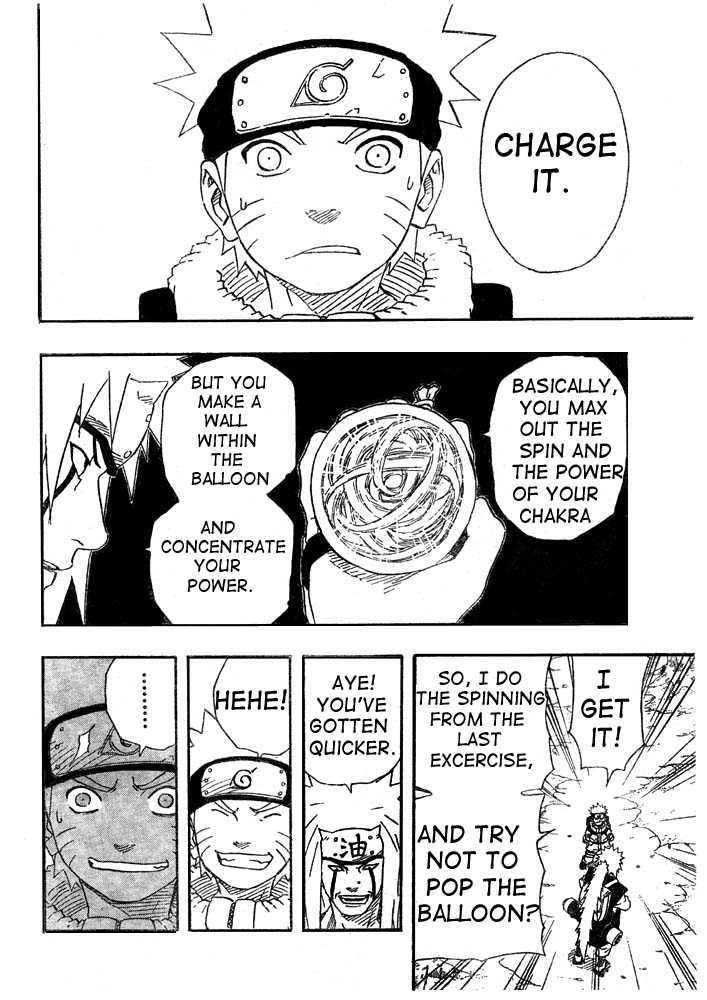 CHARGE
IT.
BASICALLY,
YOU MAX
OUT THE
SPIN AND
THE POWER
OF YOUR
CHAKRA
BUT YOU
MAKE A
WALL
WITHIN
THE
BALLOON
AND
CONCENTRATE
YOUR
POWER.
I
GET
IT!
SO, I DO
THE SPINNING
FROM THE
LAST
EXCERCISE,
AND TRY
NOT TO
POP THE
BALLOON?
AYE!
YOU'VE
GOTTEN
QUICKER.
油
HEHE!
........